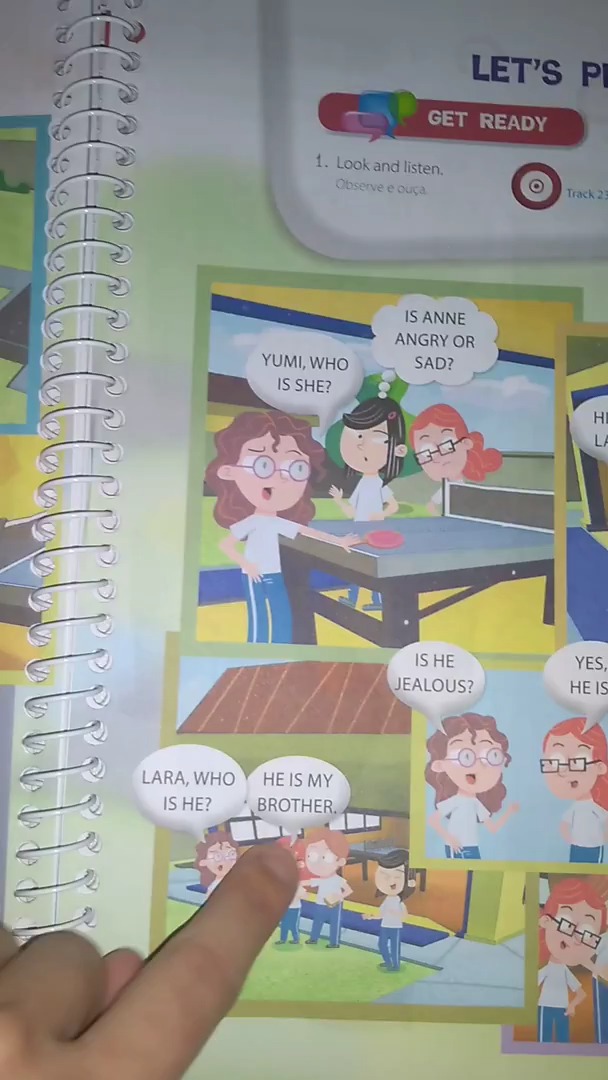 LET'S
GET READY
1. Look and listen.
Observe e ouça.
Track 23
IS ANNE
ANGRY OR
SAD?
YUMI, WHO
IS SHE?
IS HE
JEALOUS?
YES,
HE IS
LARA, WHO
IS HE?
HE IS MY
BROTHER.